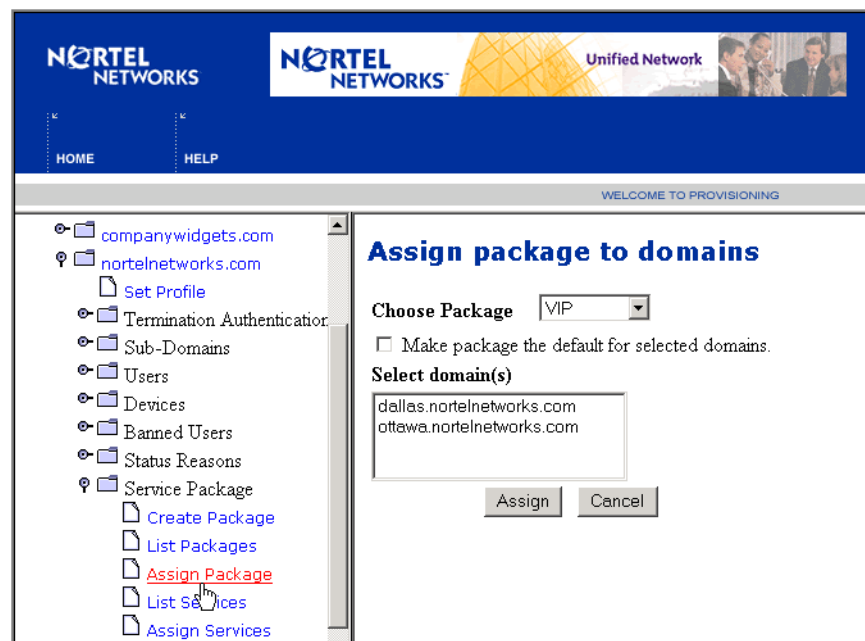 NORTEL
NETWORKS
NORTEL
NETWORKS
Unified Network
HOME
HELP
WELCOME TO PROVISIONING
companywidgets.com
nortelnetworks.com
Set Profile
Termination Authentication
Sub-Domains
Users
Devices
Banned Users
Status Reasons
Service Package
Create Package
List Packages
Assign Package
List Services
Assign Services
Assign package to domains
Choose Package VIP
Make package the default for selected domains.
Select domain(s)
dallas.nortelnetworks.com
ottawa.nortelnetworks.com
Assign Cancel